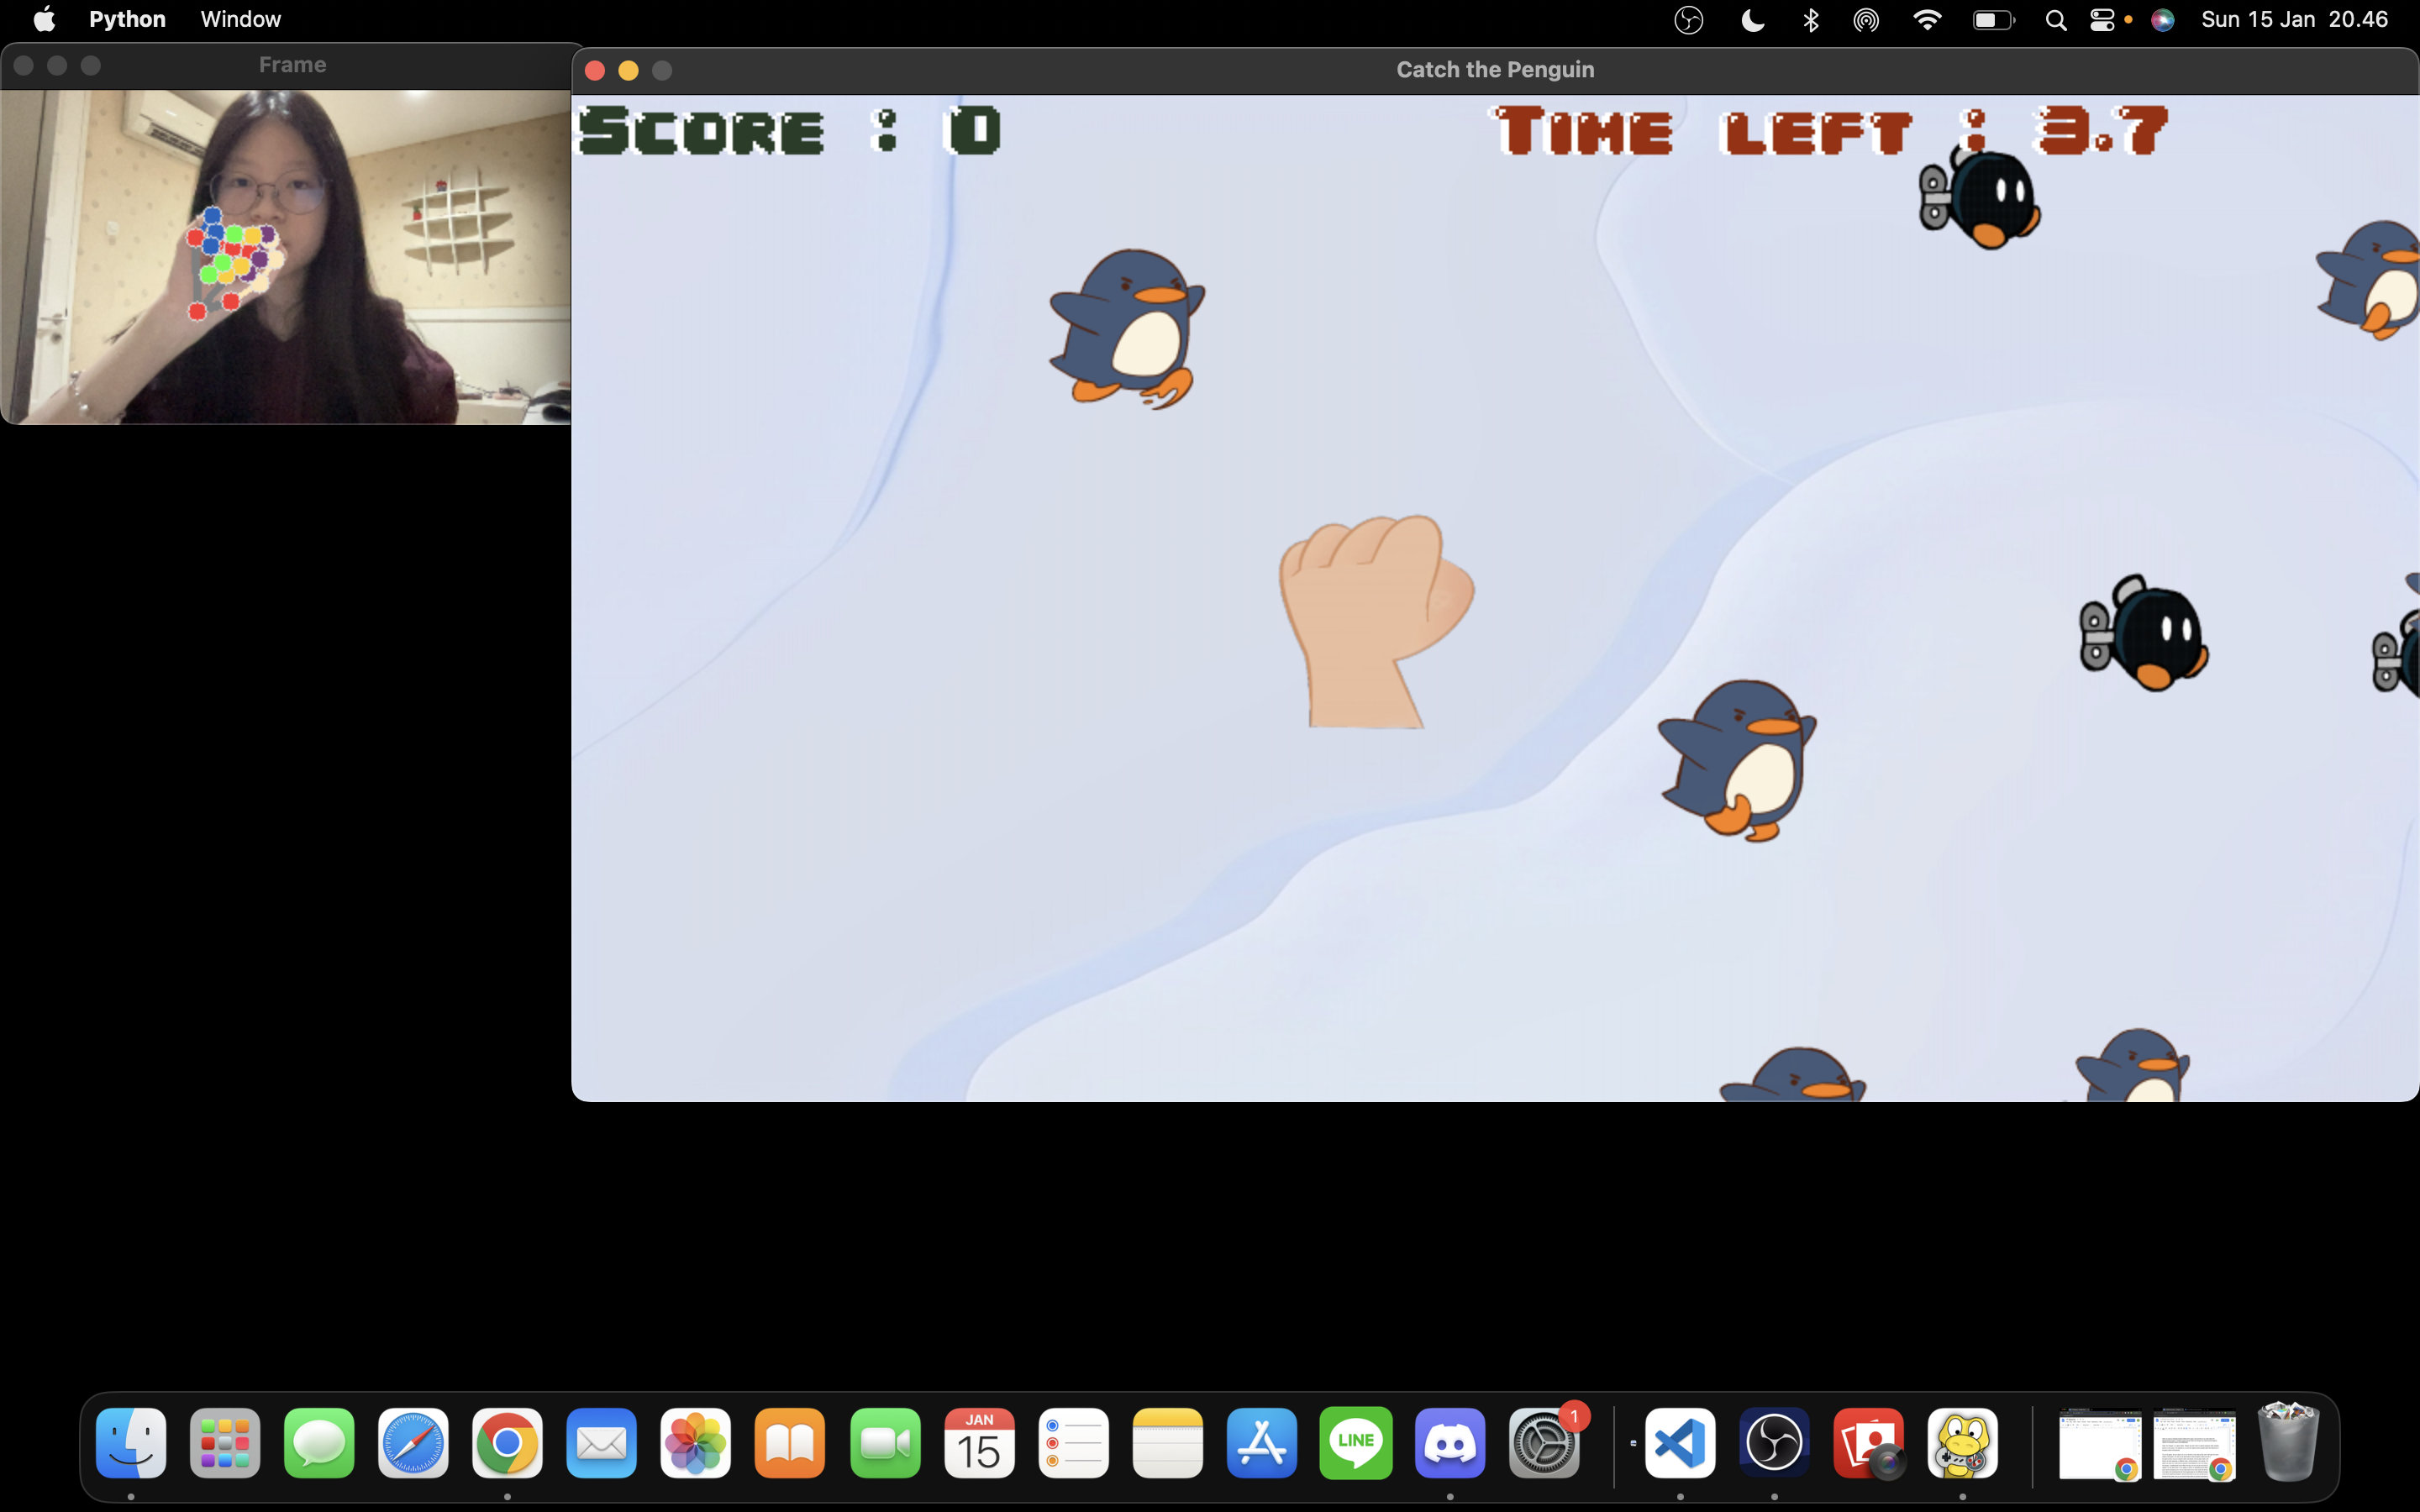 Python Window Sun 15 Jan 20.46
Frame
Catch the Penguin
Score : 0
Time left : 3.7
JAN
15
LINE
1